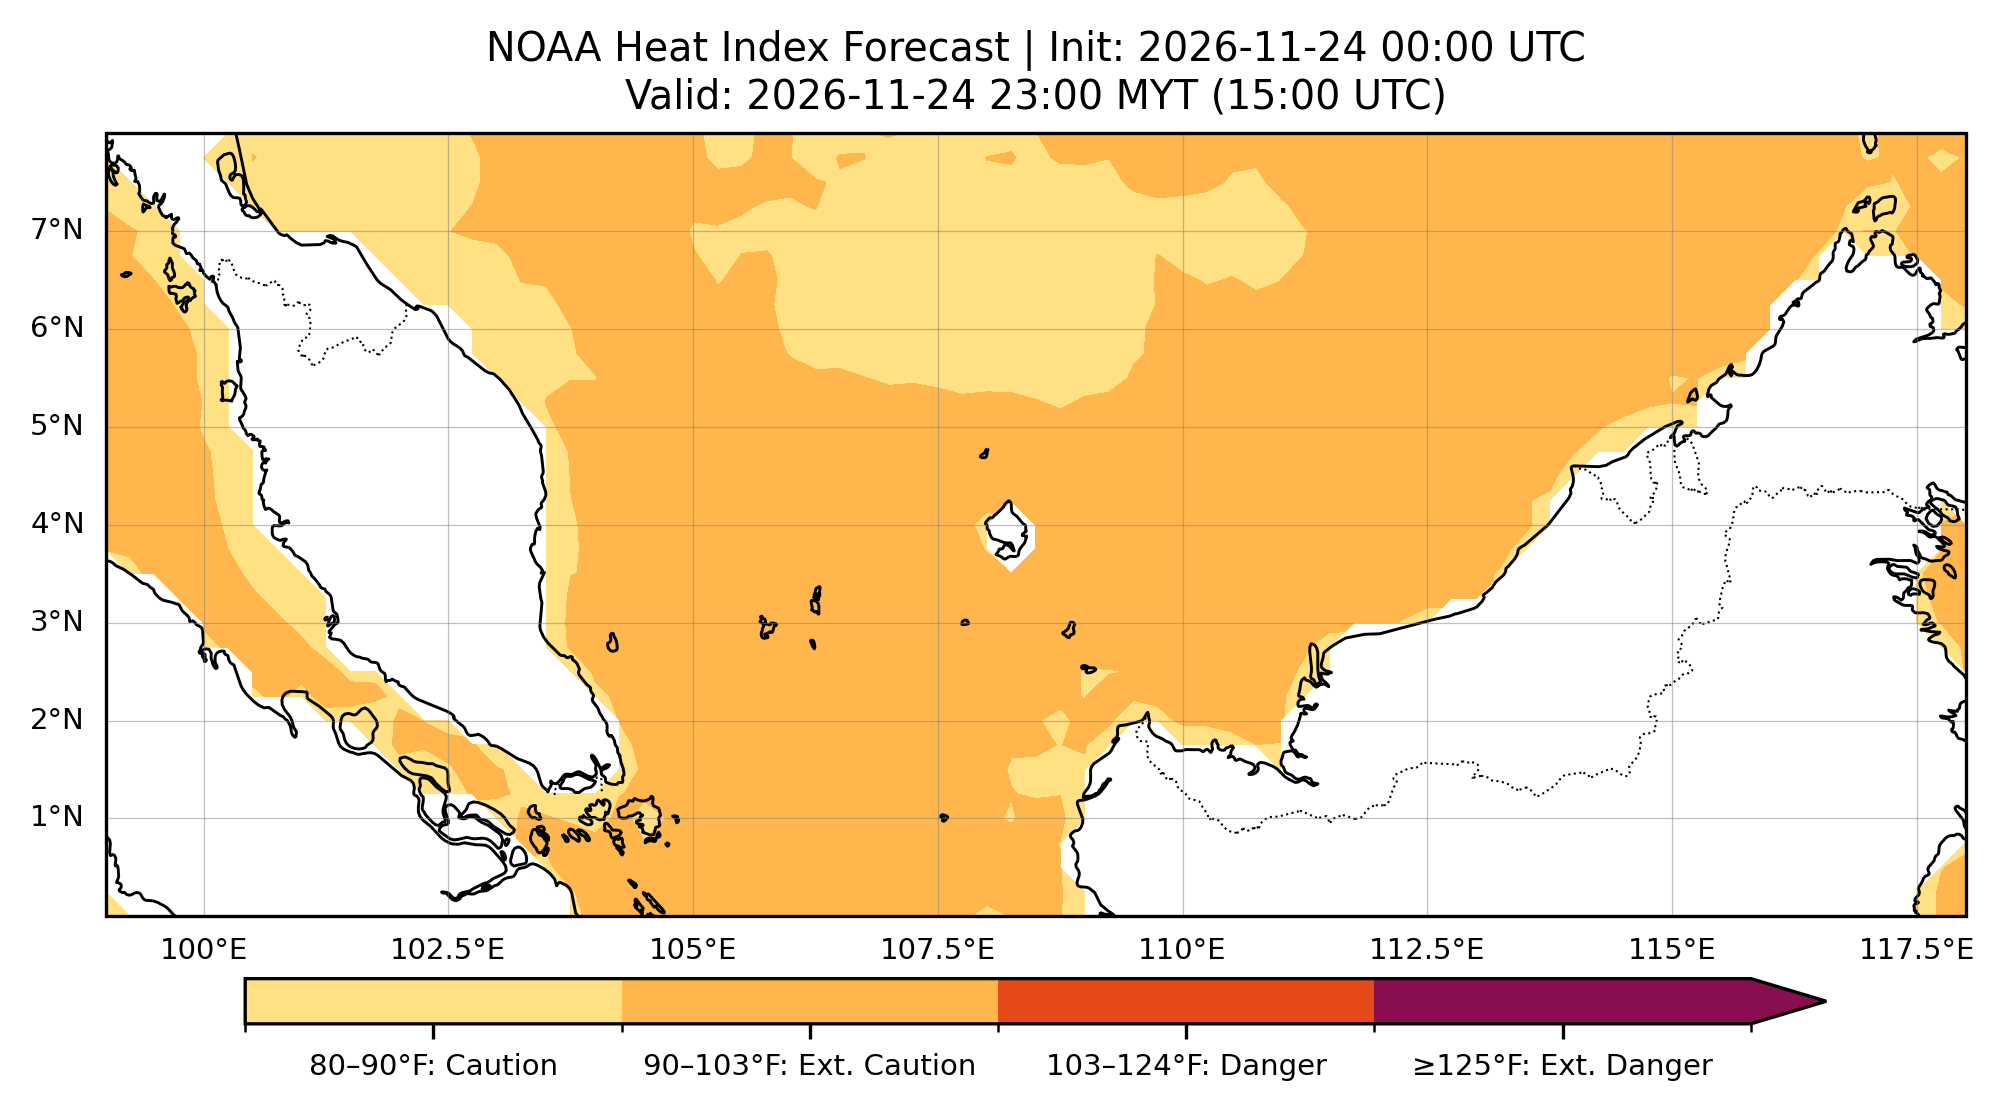 NOAA Heat Index Forecast | Init: 2026-11-24 00:00 UTC
Valid: 2026-11-24 23:00 MYT (15:00 UTC)
7°N
6°N
5°N
4°N
3°N
2°N
1°N
100°E 102.5°E 105°E 107.5°E 110°E 112.5°E 115°E 117.5°E
80–90°F: Caution 90–103°F: Ext. Caution 103–124°F: Danger ≥125°F: Ext. Danger